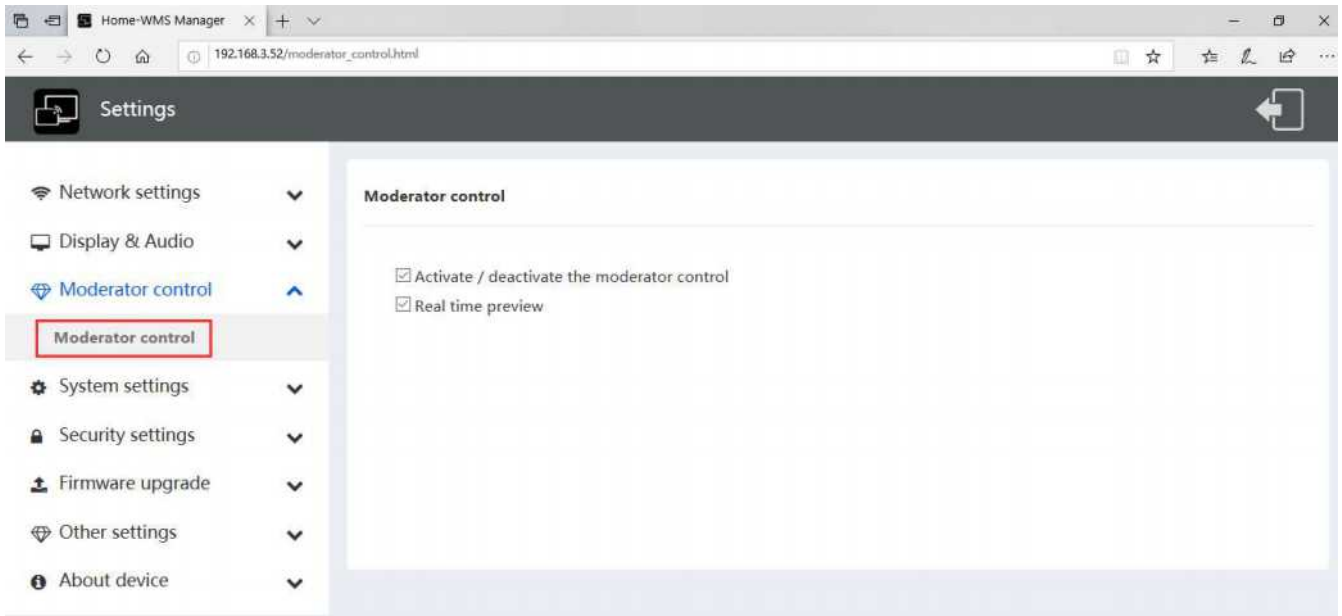 Home-WMS Manager
192.168.3.52/moderator_control.html
Settings
Network settings
Display & Audio
Moderator control
Moderator control
System settings
Security settings
Firmware upgrade
Other settings
About device
Moderator control
Activate / deactivate the moderator control
Real time preview